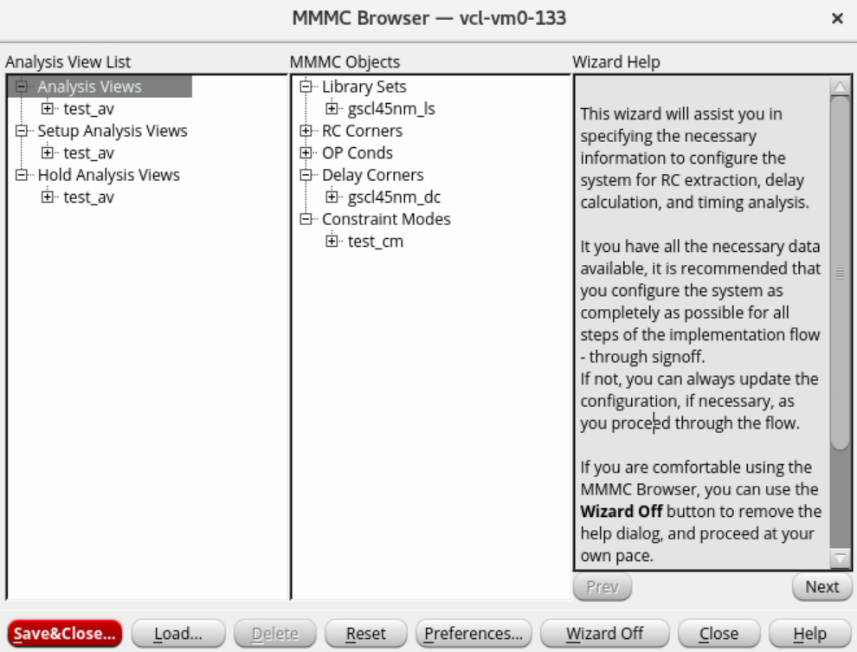 MMMC Browser — vcl-vm0-133
Analysis View List
Analysis Views
test_av
Setup Analysis Views
test_av
Hold Analysis Views
test_av
MMMC Objects
Library Sets
gscl45nm_ls
RC Corners
OP Conds
Delay Corners
gscl45nm_dc
Constraint Modes
test_cm
Wizard Help
This wizard will assist you in
specifying the necessary
information to configure the
system for RC extraction, delay
calculation, and timing analysis.
It you have all the necessary data
available, it is recommended that
you configure the system as
completely as possible for all
steps of the implementation flow
- through signoff.
If not, you can always update the
configuration, if necessary, as
you proceed through the flow.
If you are comfortable using the
MMMC Browser, you can use the
Wizard Off button to remove the
help dialog, and proceed at your
own pace.
Prev
Next
Save&Close...
Load...
Delete
Reset
Preferences...
Wizard Off
Close
Help